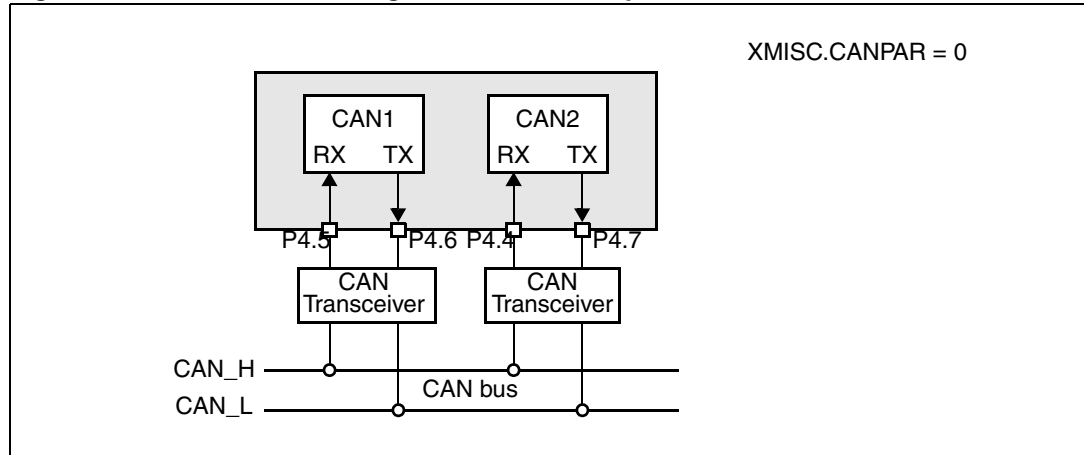 XMISC.CANPAR = 0
CAN1 CAN2
RX TX RX TX
P4.5 P4.6 P4.4 P4.7
CAN Transceiver CAN Transceiver
CAN_H
CAN bus
CAN_L